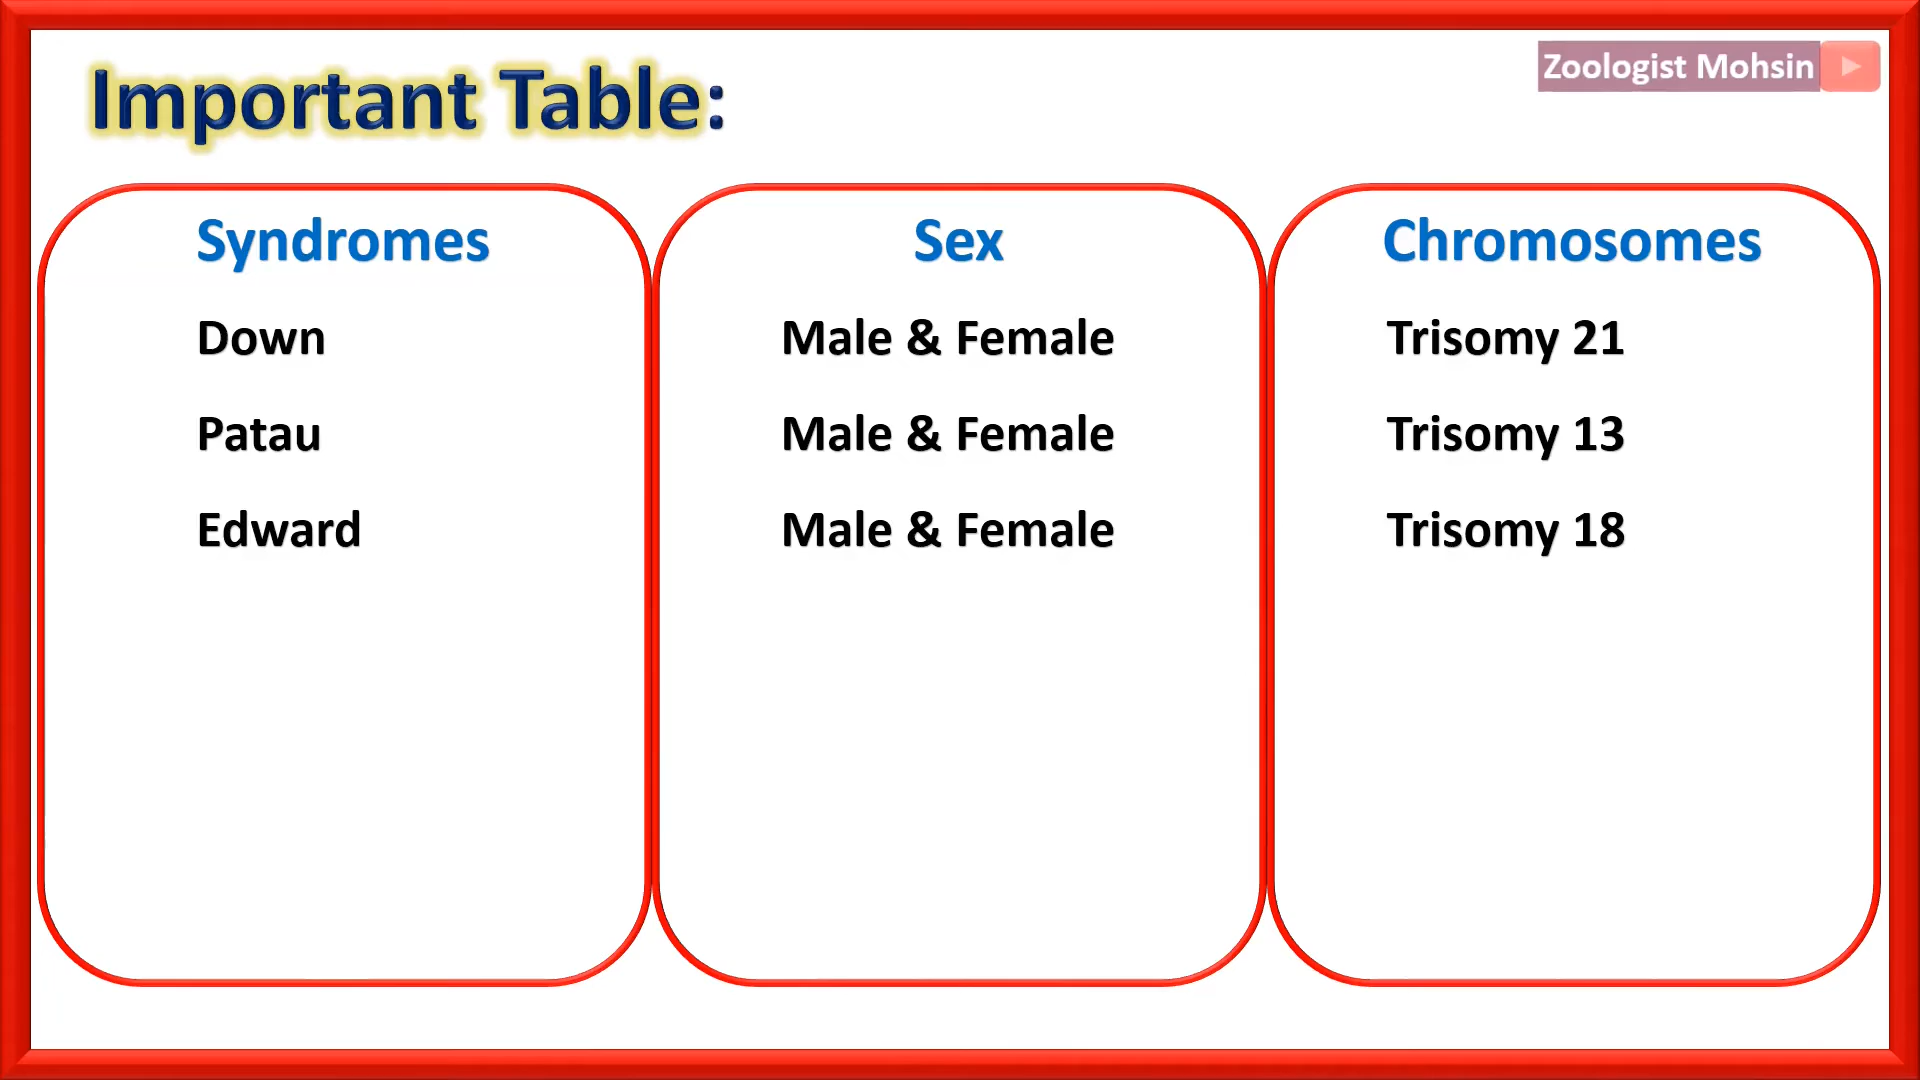 Important Table:
Zoologist Mohsin
Syndromes Sex Chromosomes
Down Male & Female Trisomy 21
Patau Male & Female Trisomy 13
Edward Male & Female Trisomy 18